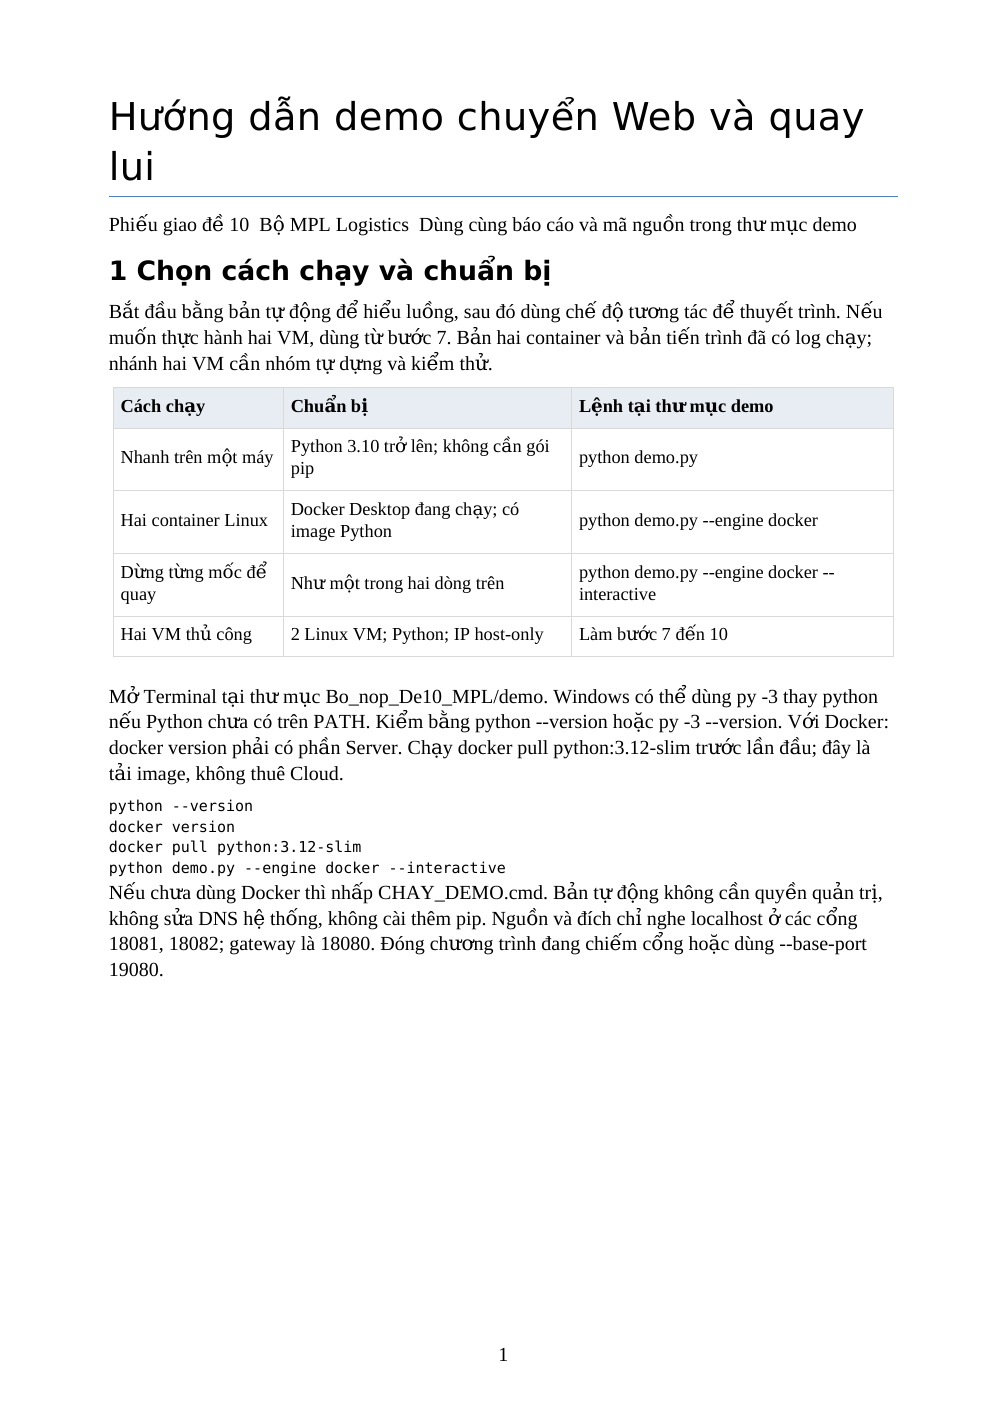 Hướng dẫn demo chuyển Web và quay
lui
Phiếu giao đề 10  Bộ MPL Logistics  Dùng cùng báo cáo và mã nguồn trong thư mục demo
1 Chọn cách chạy và chuẩn bị
Bắt đầu bằng bản tự động để hiểu luồng, sau đó dùng chế độ tương tác để thuyết trình. Nếu
muốn thực hành hai VM, dùng từ bước 7. Bản hai container và bản tiến trình đã có log chạy;
nhánh hai VM cần nhóm tự dựng và kiểm thử.
Cách chạy
Chuẩn bị
Lệnh tại thư mục demo
Nhanh trên một máy
Python 3.10 trở lên; không cần gói
pip
python demo.py
Hai container Linux
Docker Desktop đang chạy; có
image Python
python demo.py --engine docker
Dừng từng mốc để
quay
Như một trong hai dòng trên
python demo.py --engine docker --
interactive
Hai VM thủ công
2 Linux VM; Python; IP host-only
Làm bước 7 đến 10
Mở Terminal tại thư mục Bo_nop_De10_MPL/demo. Windows có thể dùng py -3 thay python
nếu Python chưa có trên PATH. Kiểm bằng python --version hoặc py -3 --version. Với Docker:
docker version phải có phần Server. Chạy docker pull python:3.12-slim trước lần đầu; đây là
tải image, không thuê Cloud.
python --version
docker version
docker pull python:3.12-slim
python demo.py --engine docker --interactive
Nếu chưa dùng Docker thì nhấp CHAY_DEMO.cmd. Bản tự động không cần quyền quản trị,
không sửa DNS hệ thống, không cài thêm pip. Nguồn và đích chỉ nghe localhost ở các cổng
18081, 18082; gateway là 18080. Đóng chương trình đang chiếm cổng hoặc dùng --base-port
19080.
1